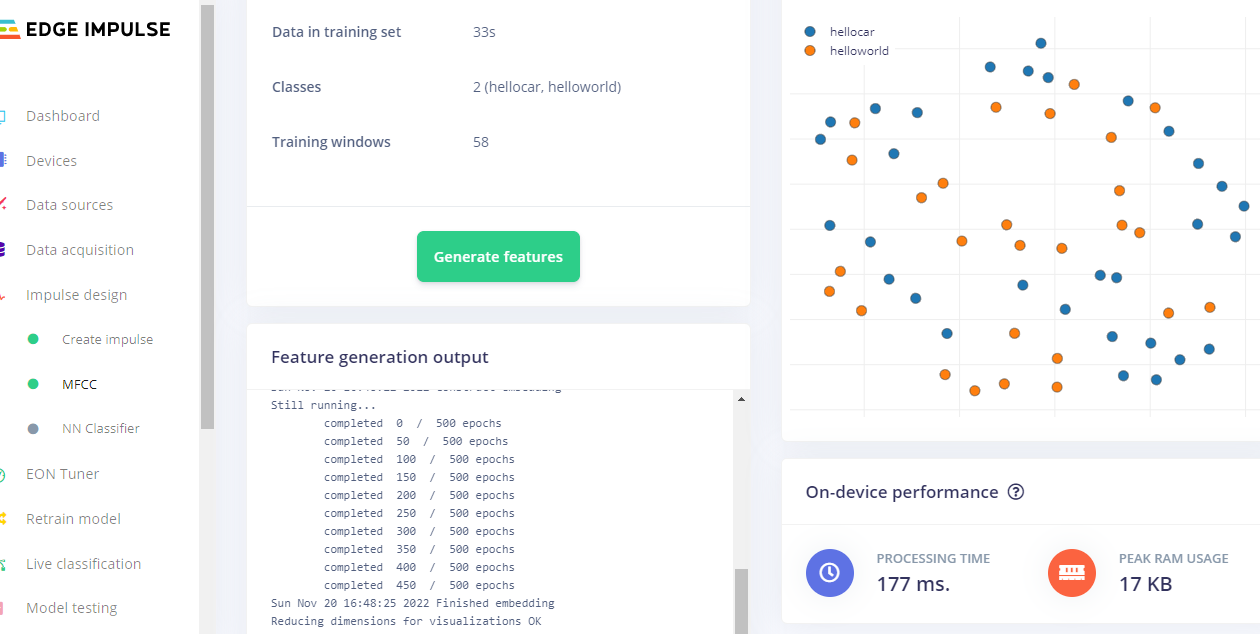 EDGE IMPULSE
Dashboard
Devices
Data sources
Data acquisition
Impulse design
Create impulse
MFCC
NN Classifier
EON Tuner
Retrain model
Live classification
Model testing
Data in training set 33s
Classes 2 (hellocar, helloworld)
Training windows 58
Generate features
Feature generation output
Still running...
completed 0 / 500 epochs
completed 50 / 500 epochs
completed 100 / 500 epochs
completed 150 / 500 epochs
completed 200 / 500 epochs
completed 250 / 500 epochs
completed 300 / 500 epochs
completed 350 / 500 epochs
completed 400 / 500 epochs
completed 450 / 500 epochs
Sun Nov 20 16:48:25 2022 Finished embedding
Reducing dimensions for visualizations OK
hellocar
helloworld
On-device performance ?
PROCESSING TIME
177 ms.
PEAK RAM USAGE
17 KB